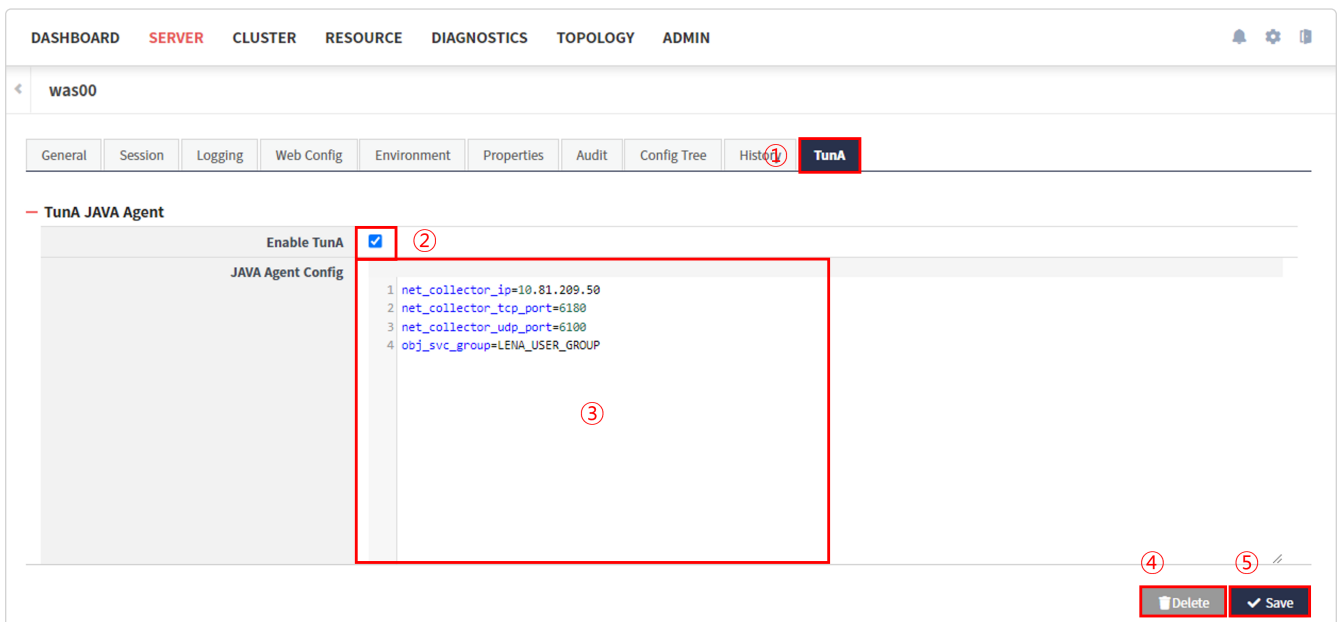 DASHBOARD SERVER CLUSTER RESOURCE DIAGNOSTICS TOPOLOGY ADMIN
was00
General Session Logging Web Config Environment Properties Audit Config Tree History ① TunA
TunA JAVA Agent
Enable TunA ②
JAVA Agent Config
1 net_collector_ip=10.81.209.50
2 net_collector_tcp_port=6180
3 net_collector_udp_port=6100
4 obj_svc_group=LENA_USER_GROUP
③
④ ⑤
Delete Save